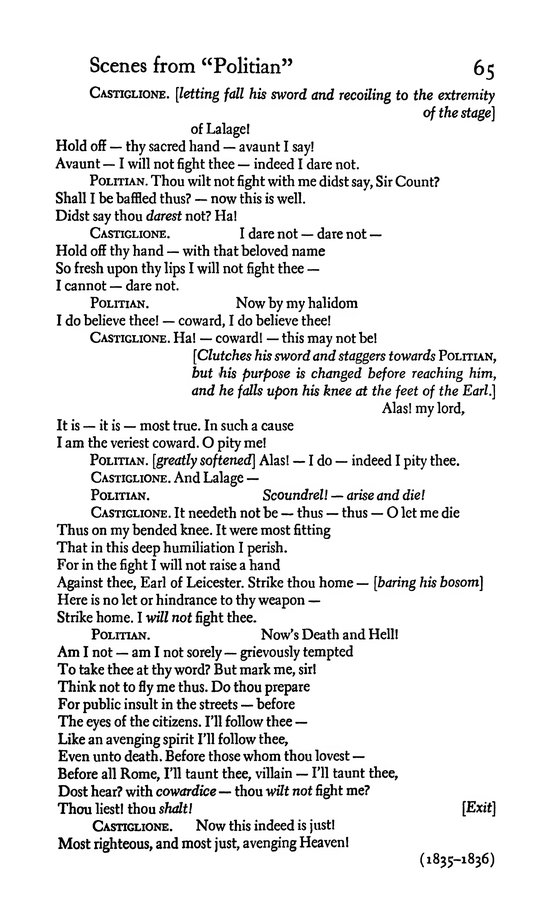 Scenes from “Politian” 65
CASTIGLIONE. [letting fall his sword and recoiling to the extremity
of the stage]
of Lalage!
Hold off — thy sacred hand — avaunt I say!
Avaunt — I will not fight thee — indeed I dare not.
POLITIAN. Thou wilt not fight with me didst say, Sir Count?
Shall I be baffled thus? — now this is well.
Didst say thou darest not? Ha!
CASTIGLIONE. I dare not — dare not —
Hold off thy hand — with that beloved name
So fresh upon thy lips I will not fight thee —
I cannot — dare not.
POLITIAN. Now by my halidom
I do believe thee! — coward, I do believe thee!
CASTIGLIONE. Ha! — coward! — this may not be!
[Clutches his sword and staggers towards POLITIAN,
but his purpose is changed before reaching him,
and he falls upon his knee at the feet of the Earl.]
Alas! my lord,
It is — it is — most true. In such a cause
I am the veriest coward. O pity me!
POLITIAN. [greatly softened] Alas! — I do — indeed I pity thee.
CASTIGLIONE. And Lalage —
POLITIAN. Scoundrel! — arise and die!
CASTIGLIONE. It needeth not be — thus — thus — O let me die
Thus on my bended knee. It were most fitting
That in this deep humiliation I perish.
For in the fight I will not raise a hand
Against thee, Earl of Leicester. Strike thou home — [baring his bosom]
Here is no let or hindrance to thy weapon —
Strike home. I will not fight thee.
POLITIAN. Now’s Death and Hell!
Am I not — am I not sorely — grievously tempted
To take thee at thy word? But mark me, sir!
Think not to fly me thus. Do thou prepare
For public insult in the streets — before
The eyes of the citizens. I’ll follow thee —
Like an avenging spirit I’ll follow thee,
Even unto death. Before those whom thou lovest —
Before all Rome, I’ll taunt thee, villain — I’ll taunt thee,
Dost hear? with cowardice — thou wilt not fight me?
Thou liest! thou shalt! [Exit]
CASTIGLIONE. Now this indeed is just!
Most righteous, and most just, avenging Heaven!
(1835–1836)